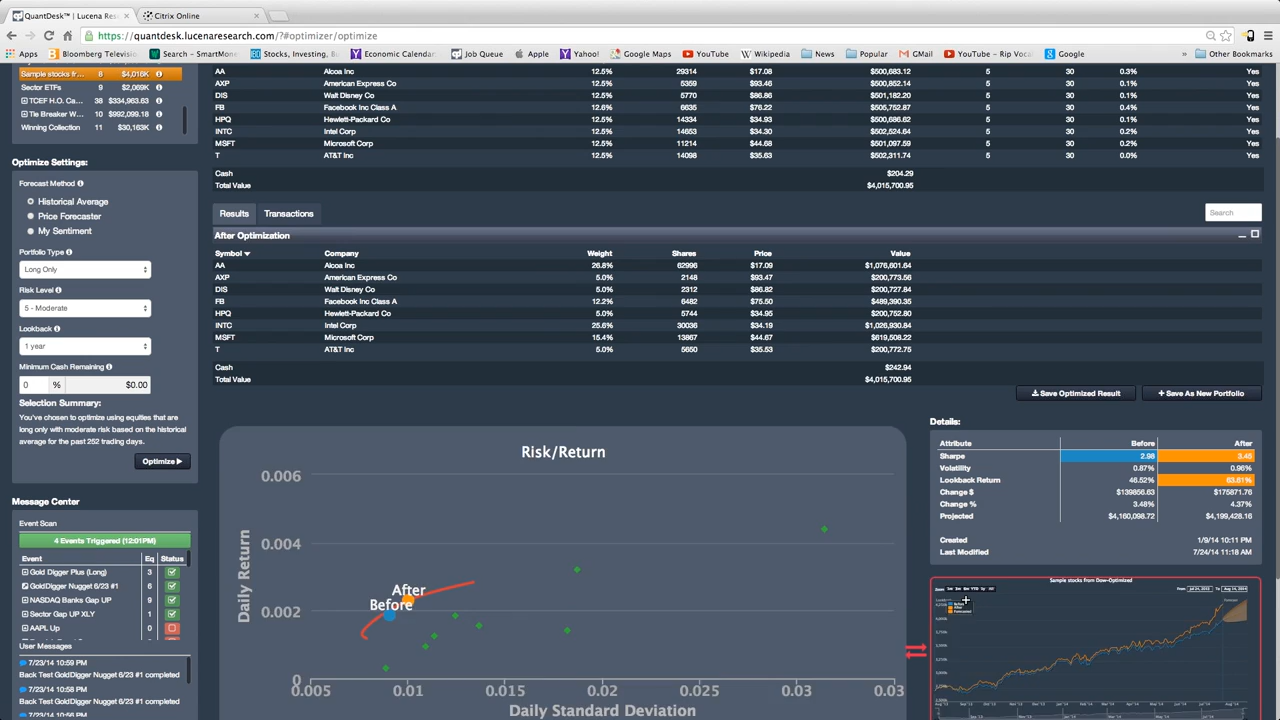 QuantDesk™ | Lucena Res
Citrix Online
https://quantdesk.lucenaresearch.com/?#optimizer/optimize
Apps Bloomberg Televisio Search – SmartMone Stocks, Investing, B Economic Calendar Job Queue Apple Yahoo! Google Maps YouTube Wikipedia News Popular GMail YouTube – Rip Voca Google » Other Bookmarks
Sample stocks fr... 8 $4,016K
Sector ETFs 9 $2,069K
TCEF H.O. Ca... 38 $334,963.63
Tie Breaker W... 10 $992,099.18
Winning Collection 11 $30,163K
AA Alcoa Inc 12.5% 29314 $17.08 $500,683.12 5 30 0.3% Yes
AXP American Express Co 12.5% 5359 $93.46 $500,852.14 5 30 0.1% Yes
DIS Walt Disney Co 12.5% 5770 $86.86 $501,182.20 5 30 0.2% Yes
FB Facebook Inc Class A 12.6% 6635 $76.22 $505,752.87 5 30 0.4% Yes
HPQ Hewlett-Packard Co 12.5% 14334 $34.93 $500,686.62 5 30 0.1% Yes
INTC Intel Corp 12.5% 14653 $34.30 $502,524.64 5 30 0.2% Yes
MSFT Microsoft Corp 12.5% 11214 $44.68 $501,097.59 5 30 0.2% Yes
T AT&T Inc 12.5% 14098 $35.63 $502,311.74 5 30 0.0% Yes
Cash $204.29
Total Value $4,015,700.95
Optimize Settings:
Forecast Method
Historical Average
Price Forecaster
My Sentiment
Portfolio Type
Long Only
Risk Level
5 - Moderate
Lookback
1 year
Minimum Cash Remaining
0 % $0.00
Selection Summary:
You've chosen to optimize using equities that are
long only with moderate risk based on the historical
average for the past 252 trading days.
Optimize
Results Transactions Search
After Optimization
Symbol Company Weight Shares Price Value
AA Alcoa Inc 26.8% 62996 $17.09 $1,076,601.64
AXP American Express Co 5.0% 2148 $93.47 $200,773.56
DIS Walt Disney Co 5.0% 2312 $86.82 $200,727.84
FB Facebook Inc Class A 12.2% 6482 $75.50 $489,390.35
HPQ Hewlett-Packard Co 5.0% 5744 $34.95 $200,752.80
INTC Intel Corp 25.6% 30036 $34.19 $1,026,930.84
MSFT Microsoft Corp 15.4% 13867 $44.67 $619,508.22
T AT&T Inc 5.0% 5650 $35.53 $200,772.75
Cash $242.94
Total Value $4,015,700.95
Save Optimized Result + Save As New Portfolio
Message Center
Event Scan
4 Events Triggered (12:01PM)
Event Eq Status
Gold Digger Plus (Long) 3
GoldDigger Nugget 6/23 #1 6
NASDAQ Banks Gap UP 9
Sector Gap UP XLY 1
AAPL Up 0
User Messages
7/23/14 10:59 PM
Back Test GoldDigger Nugget 6/23 #1 completed
7/23/14 10:58 PM
Back Test GoldDigger Nugget 6/23 #1 completed
7/23/14 10:56 PM
Risk/Return
0.006
0.004
0.002
0
Daily Return
After
Before
0.005 0.01 0.015 0.02 0.025 0.03 0.03
Daily Standard Deviation
Details:
Attribute Before After
Sharpe 2.98 3.45
Volatility 0.87% 0.96%
Lookback Return 46.52% 63.61%
Change $ $139856.63 $175871.76
Change % 3.48% 4.37%
Projected $4,160,098.72 $4,199,428.16
Created 1/9/14 10:11 PM
Last Modified 7/24/14 11:18 AM
Sample stocks from Dow-Optimized
Before
After
Forecasted